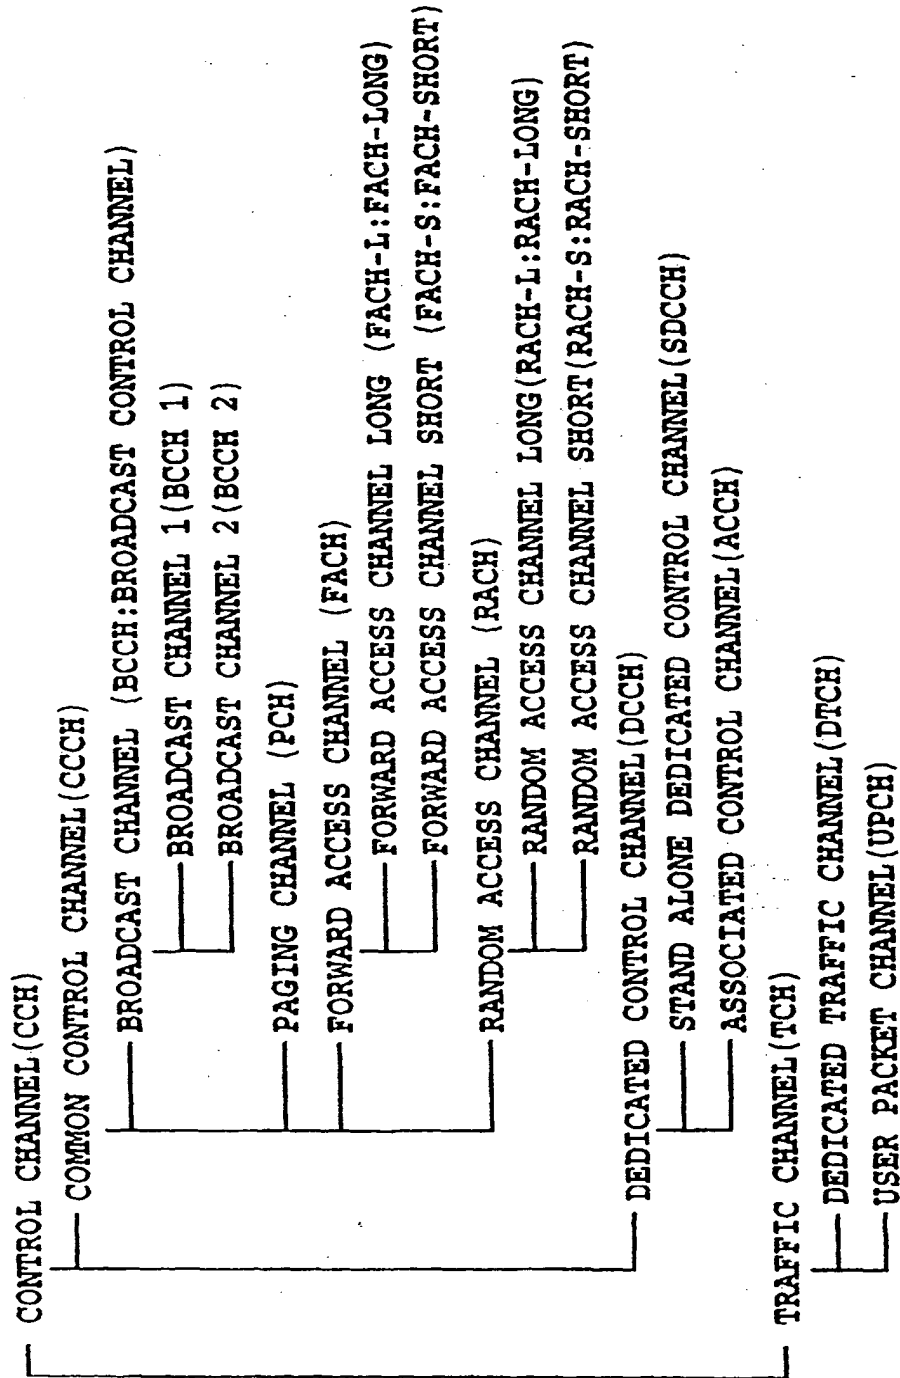 CONTROL CHANNEL(CCH)
COMMON CONTROL CHANNEL(CCCH)
BROADCAST CHANNEL (BCCH:BROADCAST CONTROL CHANNEL)
BROADCAST CHANNEL 1(BCCH 1)
BROADCAST CHANNEL 2(BCCH 2)
PAGING CHANNEL (PCH)
FORWARD ACCESS CHANNEL (FACH)
FORWARD ACCESS CHANNEL LONG (FACH-L:FACH-LONG)
FORWARD ACCESS CHANNEL SHORT (FACH-S:FACH-SHORT)
RANDOM ACCESS CHANNEL (RACH)
RANDOM ACCESS CHANNEL LONG(RACH-L:RACH-LONG)
RANDOM ACCESS CHANNEL SHORT(RACH-S:RACH-SHORT)
DEDICATED CONTROL CHANNEL(DCCH)
STAND ALONE DEDICATED CONTROL CHANNEL(SDCCH)
ASSOCIATED CONTROL CHANNEL(ACCH)
TRAFFIC CHANNEL(TCH)
DEDICATED TRAFFIC CHANNEL(DTCH)
USER PACKET CHANNEL(UPCH)